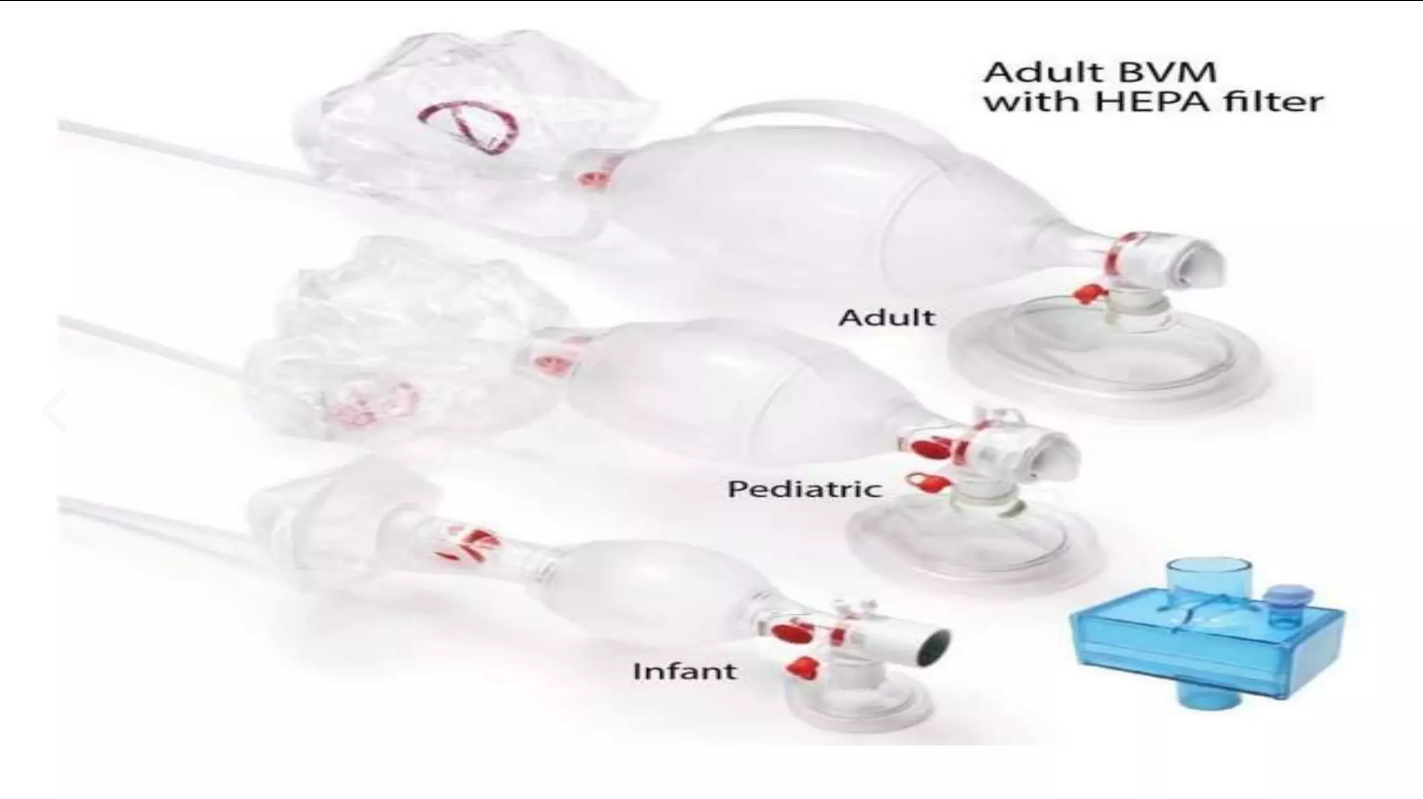 Adult BVM
with HEPA filter
Adult
Pediatric
Infant